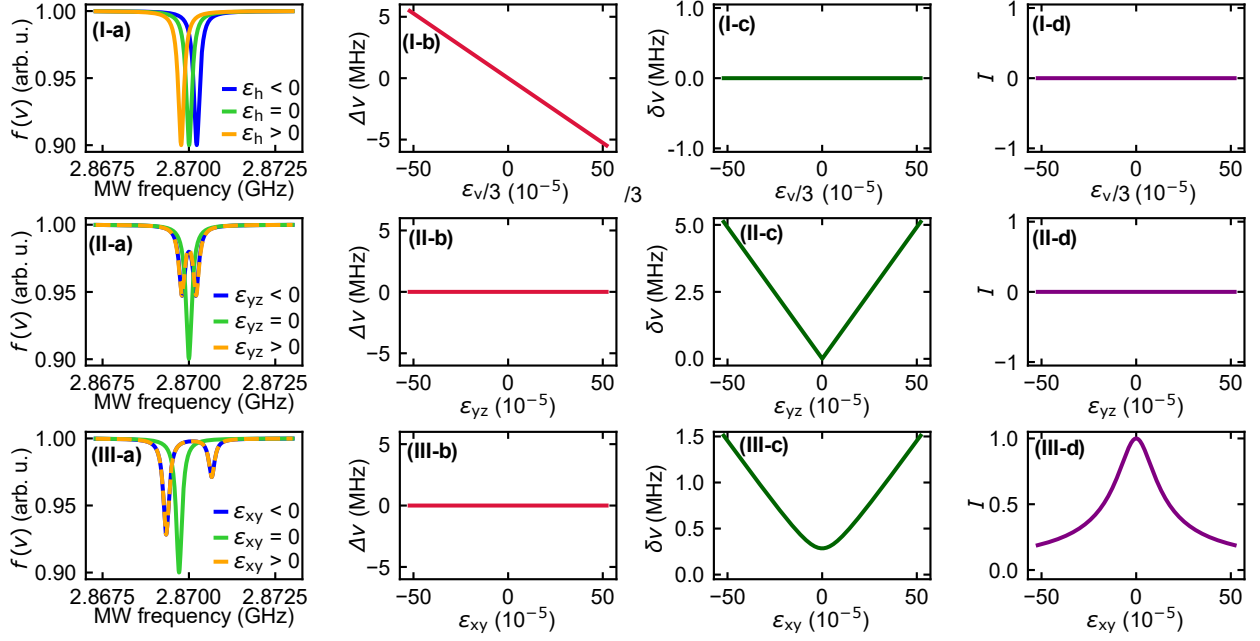 (I-a)
f (ν) (arb. u.)
1.00
0.95
0.90
εh < 0
εh = 0
εh > 0
2.8675 2.8700 2.8725
MW frequency (GHz)
(I-b)
Δν (MHz)
5
0
−5
−50 0 50
εv/3 (10⁻⁵)
/3
(I-c)
δν (MHz)
1.0
0.0
-1.0
−50 0 50
εv/3 (10⁻⁵)
(I-d)
I
1
0
−1
−50 0 50
εv/3 (10⁻⁵)
(II-a)
f (ν) (arb. u.)
1.00
0.95
0.90
εyz < 0
εyz = 0
εyz > 0
2.8675 2.8700 2.8725
MW frequency (GHz)
(II-b)
Δν (MHz)
5
0
−5
−50 0 50
εyz (10⁻⁵)
(II-c)
δν (MHz)
5.0
2.5
0.0
−50 0 50
εyz (10⁻⁵)
(II-d)
I
1
0
−1
−50 0 50
εyz (10⁻⁵)
(III-a)
f (ν) (arb. u.)
1.00
0.95
0.90
εxy < 0
εxy = 0
εxy > 0
2.8675 2.8700 2.8725
MW frequency (GHz)
(III-b)
Δν (MHz)
5
0
−5
−50 0 50
εxy (10⁻⁵)
(III-c)
δν (MHz)
1.5
1.0
0.5
0.0
−50 0 50
εxy (10⁻⁵)
(III-d)
I
1.0
0.5
0.0
−50 0 50
εxy (10⁻⁵)